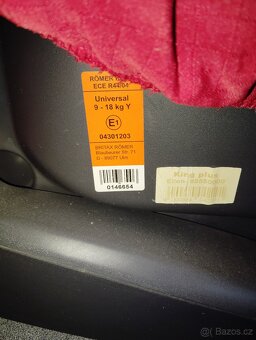 RÖMER
ECE R44/04
Universal
9 - 18 kg Y
E1
04301203
BRITAX RÖMER
Blaubeurer Str. 71
D - 89077 Ulm
0146654
King plus
Bazos.cz